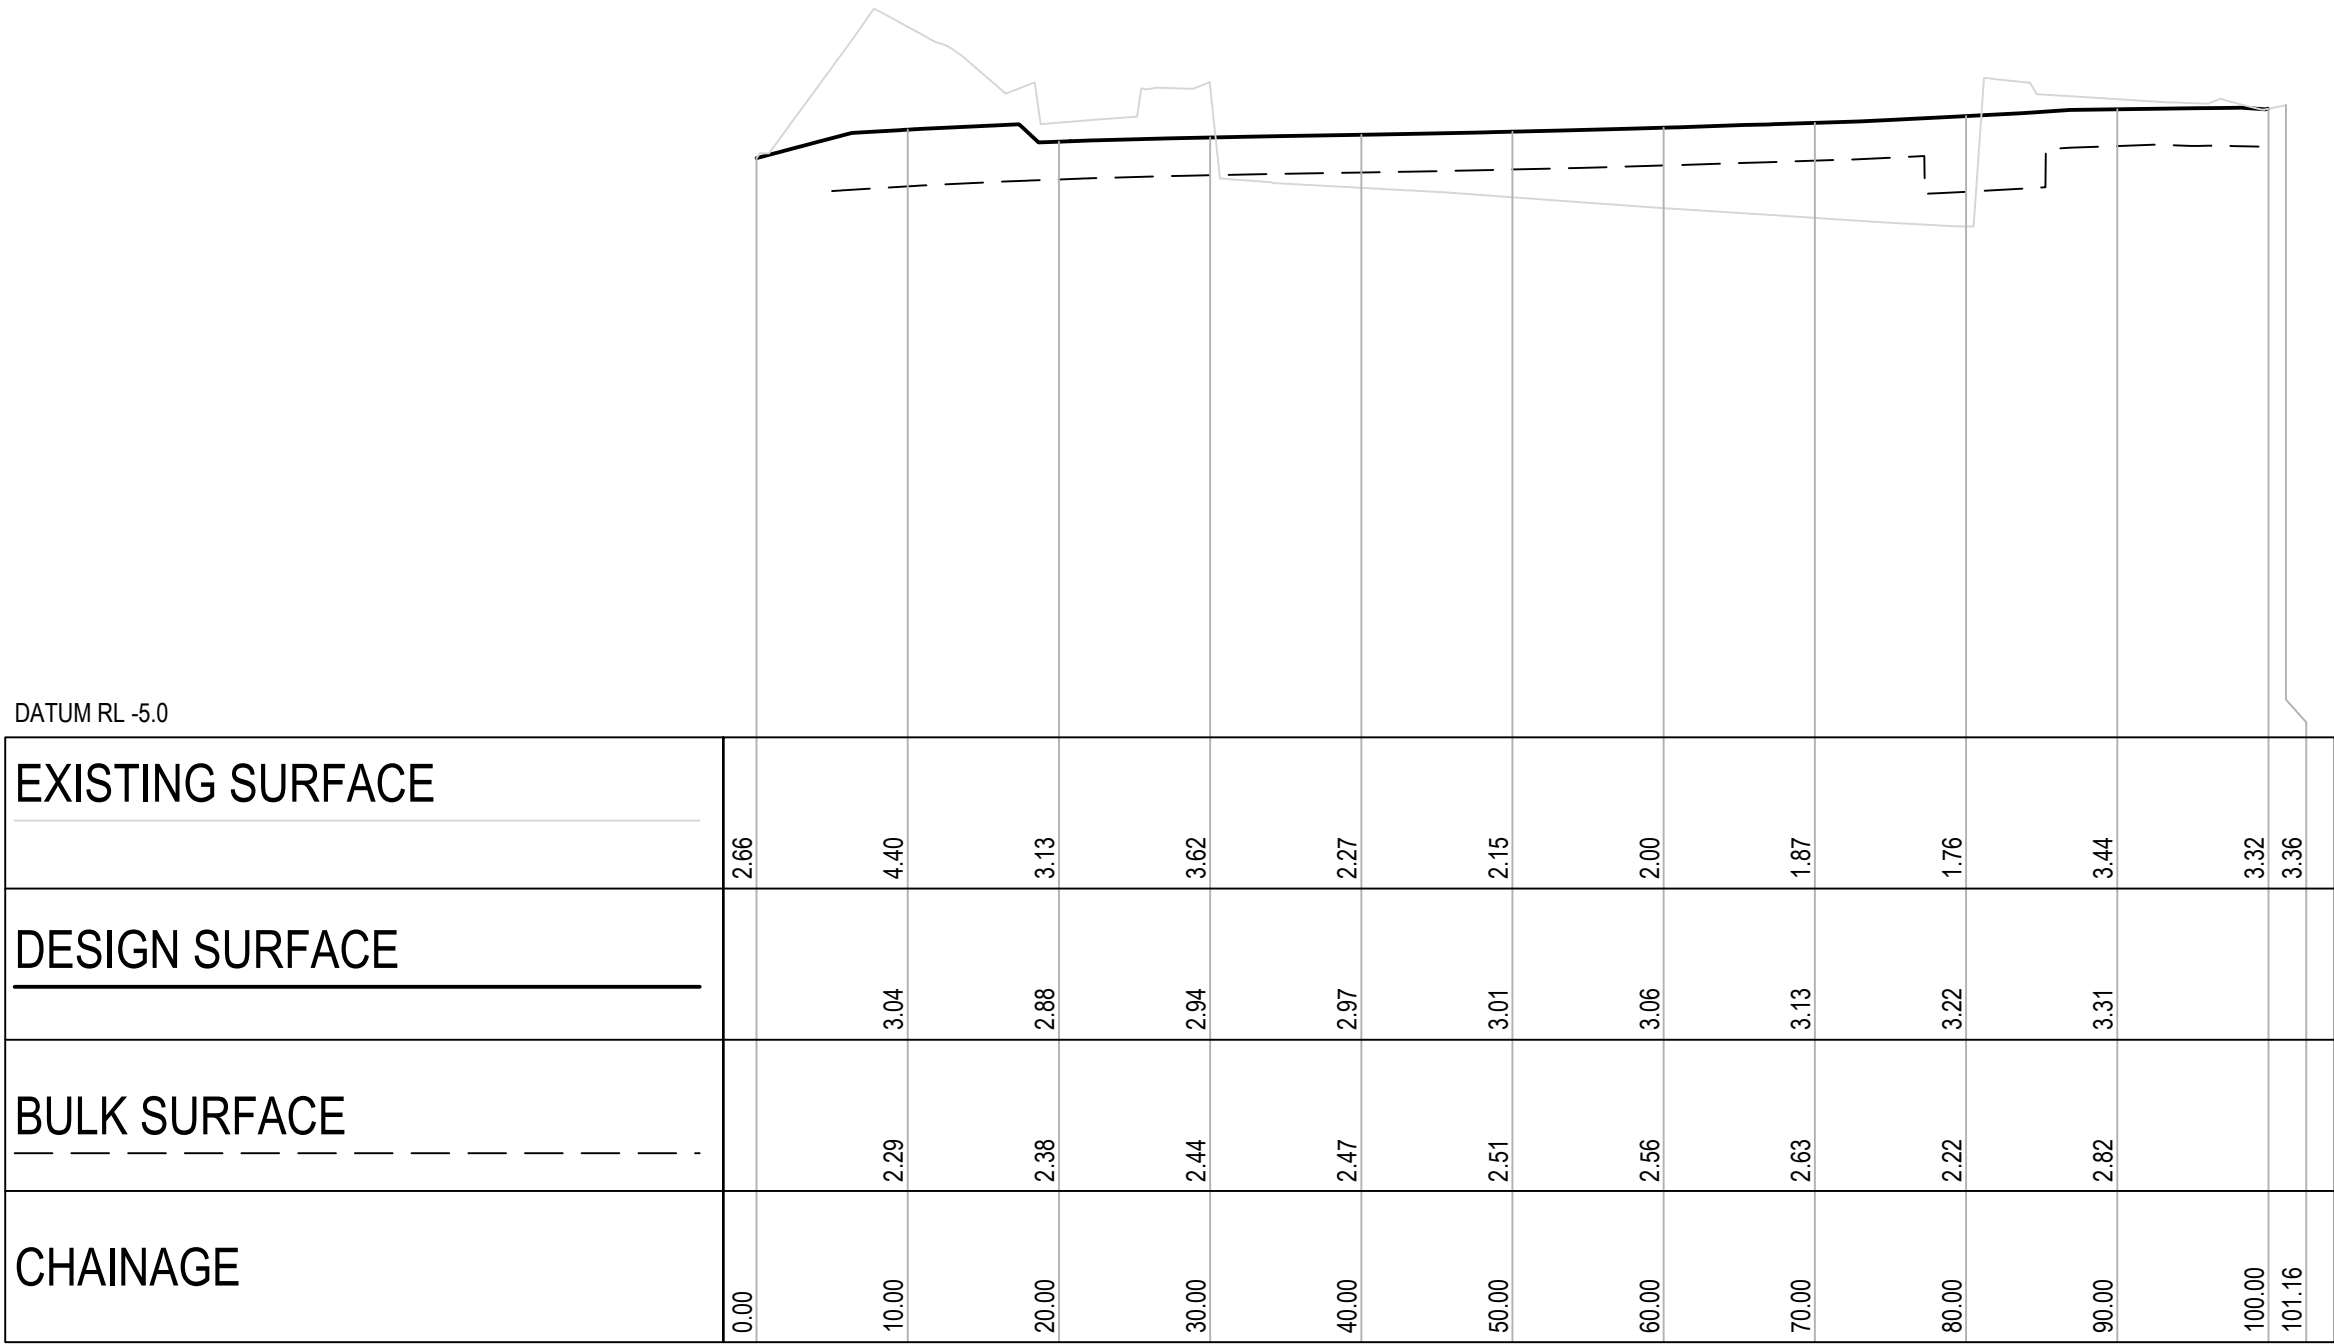 DATUM RL -5.0
EXISTING SURFACE
2.66 4.40 3.13 3.62 2.27 2.15 2.00 1.87 1.76 3.44 3.32 3.36
DESIGN SURFACE
3.04 2.88 2.94 2.97 3.01 3.06 3.13 3.22 3.31
BULK SURFACE
2.29 2.38 2.44 2.47 2.51 2.56 2.63 2.22 2.82
CHAINAGE
0.00 10.00 20.00 30.00 40.00 50.00 60.00 70.00 80.00 90.00 100.00 101.16